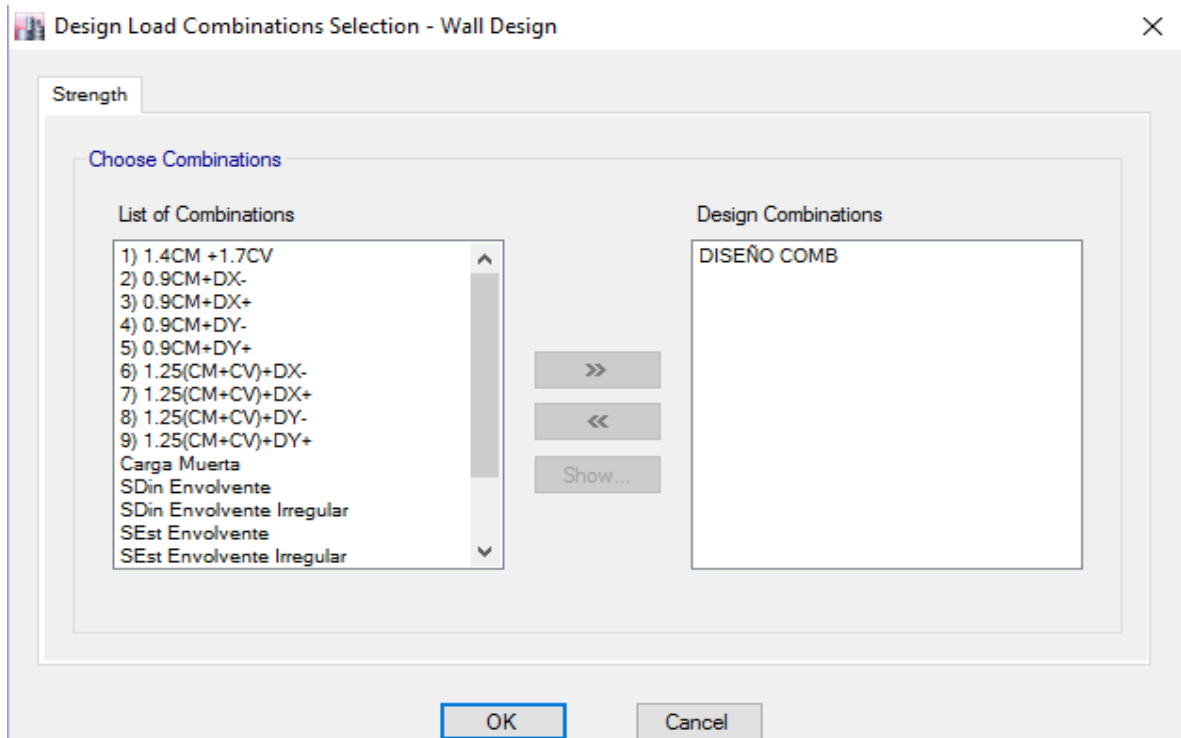 Design Load Combinations Selection - Wall Design
Strength
Choose Combinations
List of Combinations
1) 1.4CM +1.7CV
2) 0.9CM+DX-
3) 0.9CM+DX+
4) 0.9CM+DY-
5) 0.9CM+DY+
6) 1.25(CM+CV)+DX-
7) 1.25(CM+CV)+DX+
8) 1.25(CM+CV)+DY-
9) 1.25(CM+CV)+DY+
Carga Muerta
SDin Envolvente
SDin Envolvente Irregular
SEst Envolvente
SEst Envolvente Irregular
>>
<<
Show...
Design Combinations
DISEÑO COMB
OK
Cancel